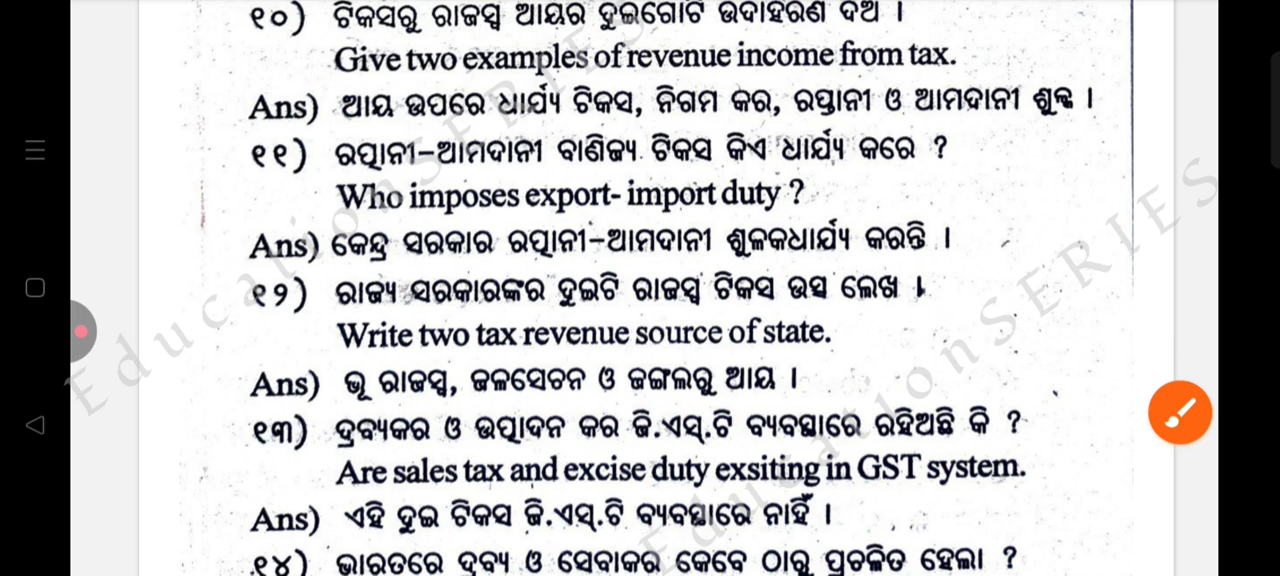 ୧୦) ଟିକସରୁ ରାଜସ୍ୱ ଆୟର ଦୁଇଗୋଟି ଉଦାହରଣ ଦିଅ ।
Give two examples of revenue income from tax.
Ans) ଆୟ ଉପରେ ଧାର୍ଯ୍ୟ ଟିକସ, ନିଗମ କର, ରପ୍ତାନୀ ଓ ଆମଦାନୀ ଶୁଳ୍କ ।
୧୧) ରପ୍ତାନୀ-ଆମଦାନୀ ବାଣିଜ୍ୟ ଟିକସ କିଏ ଧାର୍ଯ୍ୟ କରେ ?
Who imposes export- import duty ?
Ans) କେନ୍ଦ୍ର ସରକାର ରପ୍ତାନୀ-ଆମଦାନୀ ଶୁଳକଧାର୍ଯ୍ୟ କରନ୍ତି ।
୧୨) ରାଜ୍ୟ ସରକାରଙ୍କର ଦୁଇଟି ରାଜସ୍ୱ ଟିକସ ଉତ୍ସ ଲେଖ ।
Write two tax revenue source of state.
Ans) ଭୂ ରାଜସ୍ୱ, ଜଳସେଚନ ଓ ଜଙ୍ଗଲରୁ ଆୟ ।
୧୩) ଦ୍ରବ୍ୟକର ଓ ଉତ୍ପାଦନ କର ଜି.ଏସ୍.ଟି ବ୍ୟବସ୍ଥାରେ ରହିଅଛି କି ?
Are sales tax and excise duty exsiting in GST system.
Ans) ଏହି ଦୁଇ ଟିକସ ଜି.ଏସ୍.ଟି ବ୍ୟବସ୍ଥାରେ ନାହିଁ ।
୧୪) ଭାରତରେ ଦ୍ରବ୍ୟ ଓ ସେବାକର କେବେ ଠାରୁ ପ୍ରଚଳିତ ହେଲା ?
EducationSERIES
EducationSERIES